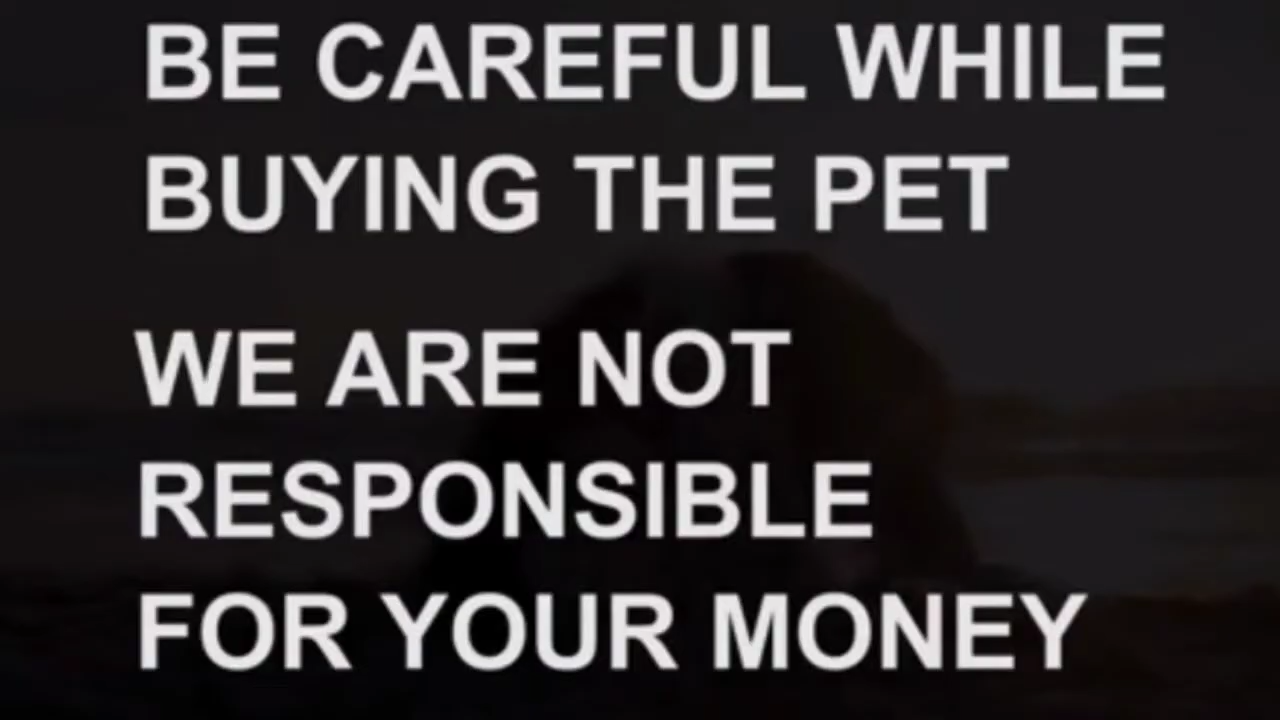 BE CAREFUL WHILE
BUYING THE PET
WE ARE NOT
RESPONSIBLE
FOR YOUR MONEY